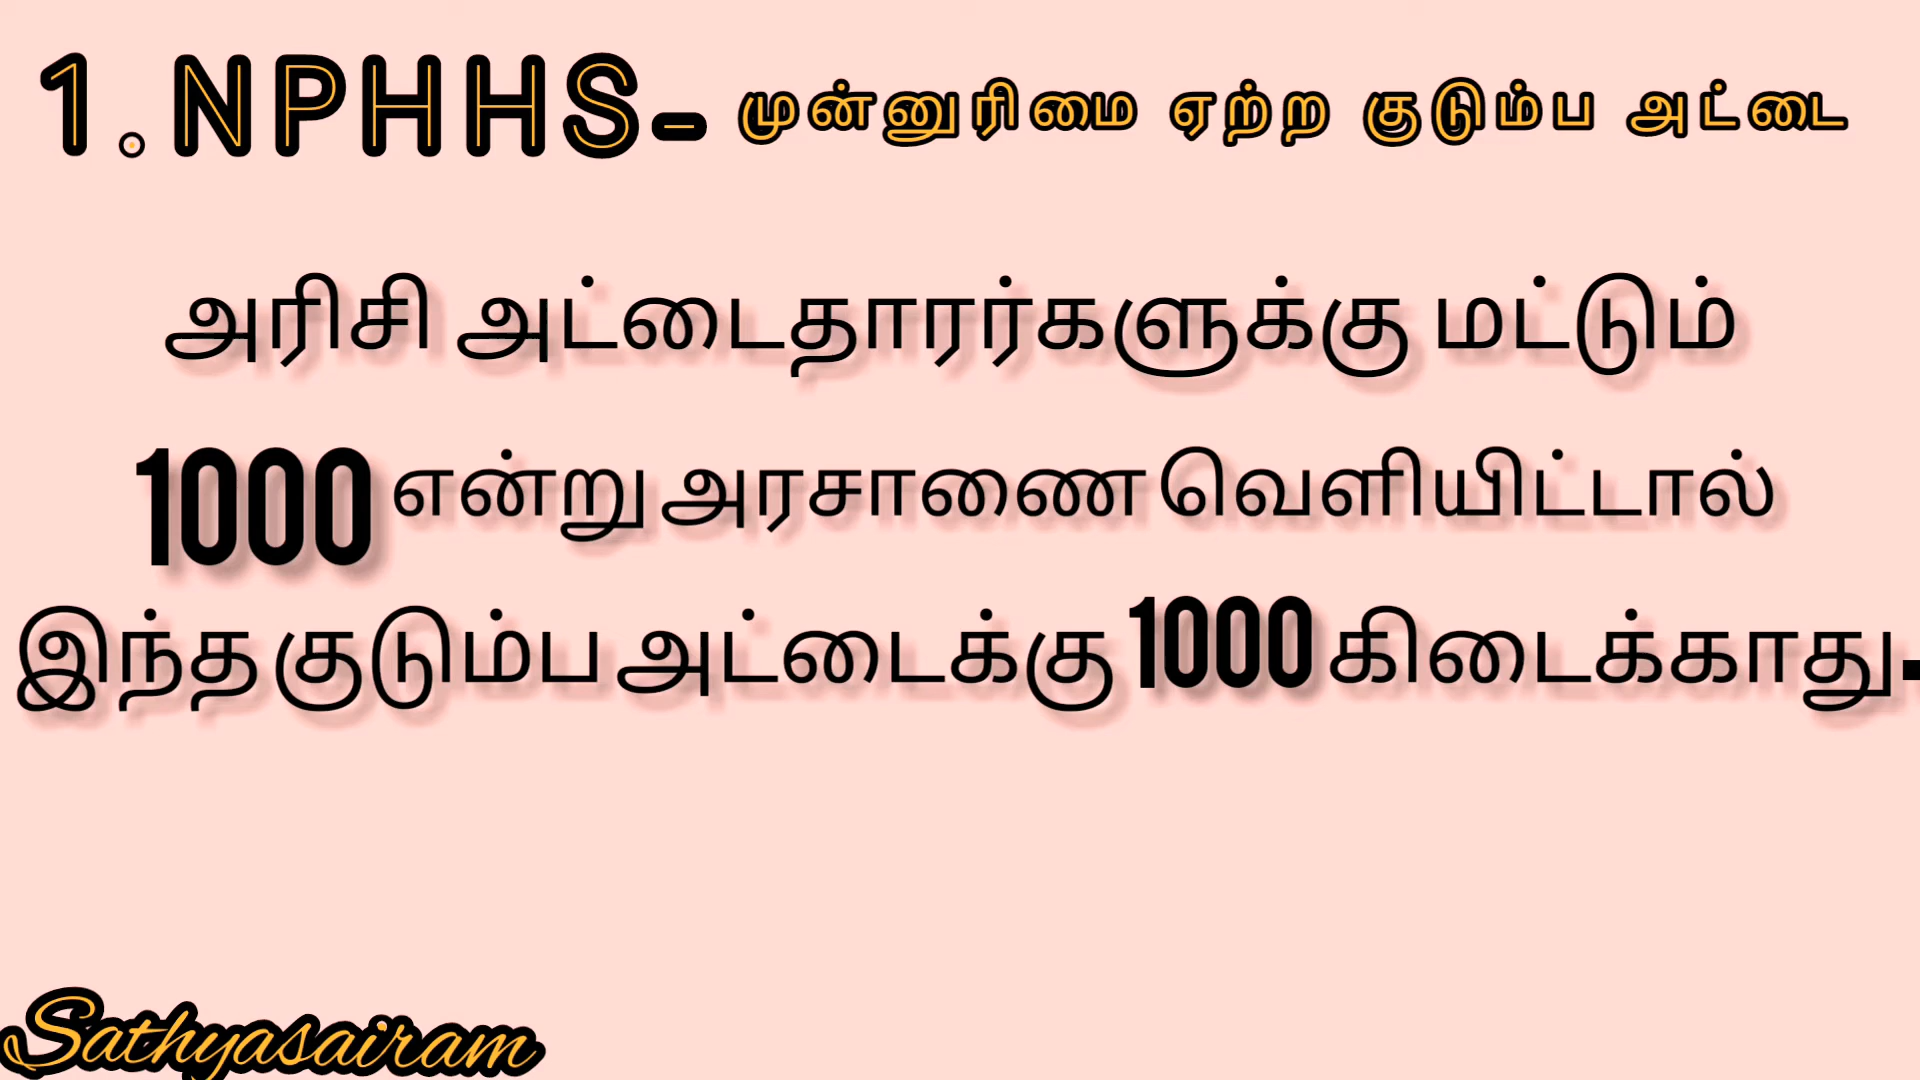 1. NPHHS- முன்னுரிமை ஏற்ற குடும்ப அட்டை
அரிசி அட்டைதாரர்களுக்கு மட்டும்
1000 என்று அரசாணை வெளியிட்டால்
இந்த குடும்ப அட்டைக்கு 1000 கிடைக்காது.
Sathyasairam